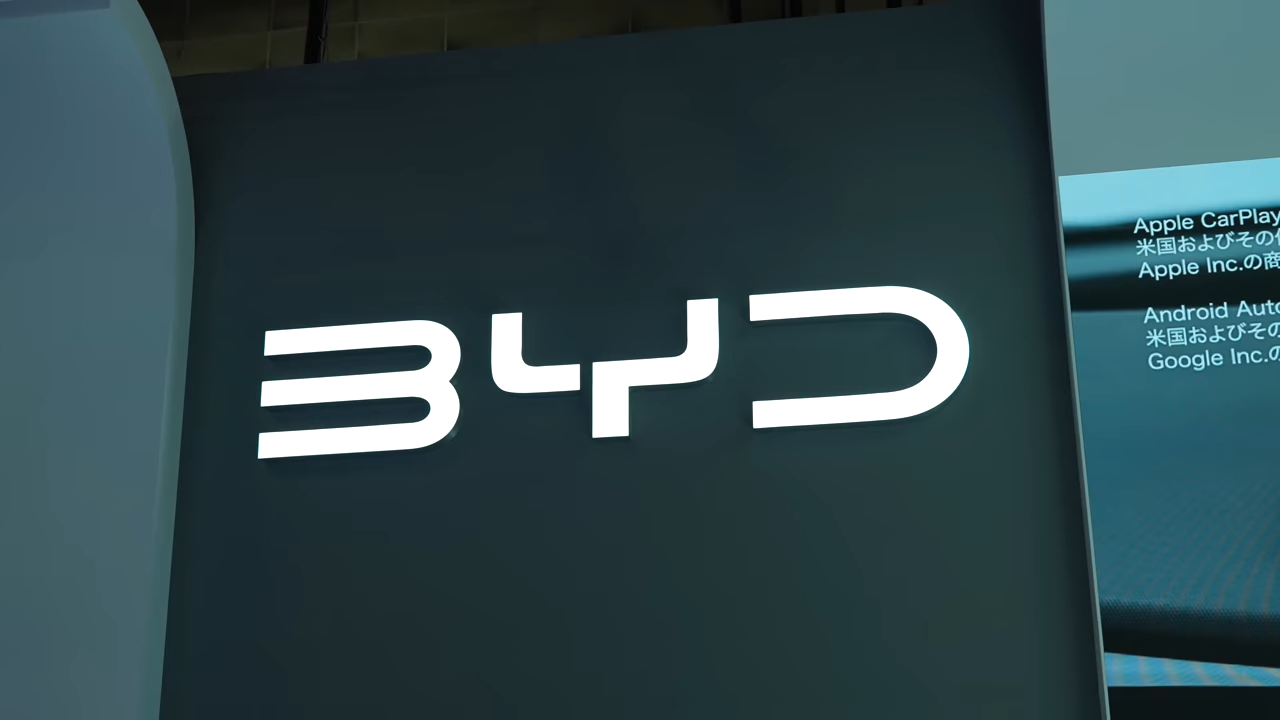 BYD
Apple CarPlay
米国およびその
Apple Inc.の商
Android Auto
米国およびその
Google Inc.の